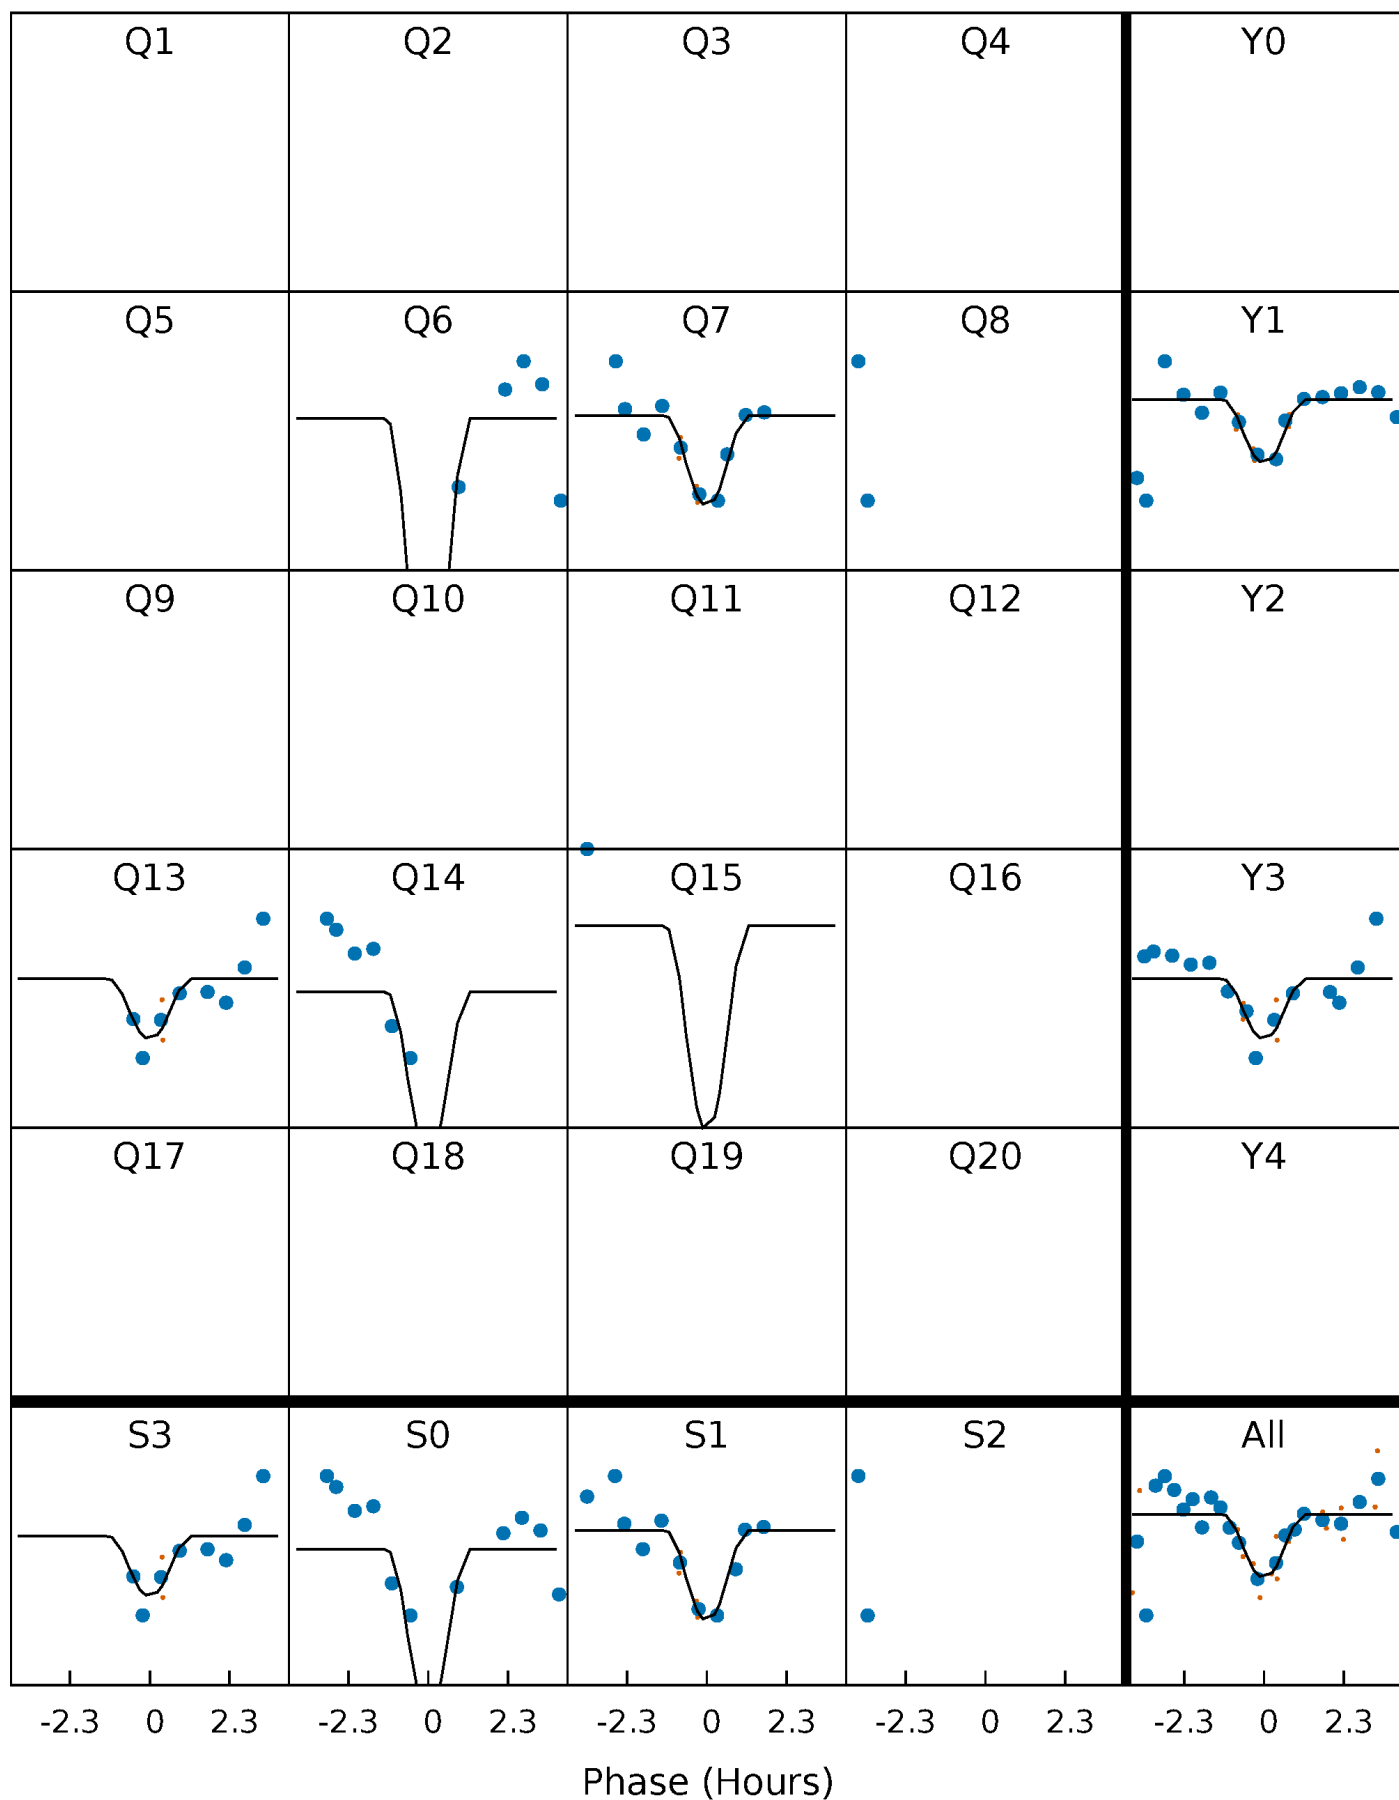 Q1 Q2 Q3 Q4 Y0
Q5 Q6 Q7 Q8 Y1
Q9 Q10 Q11 Q12 Y2
Q13 Q14 Q15 Q16 Y3
Q17 Q18 Q19 Q20 Y4
S3 S0 S1 S2 All
-2.3 0 2.3 -2.3 0 2.3 -2.3 0 2.3 -2.3 0 2.3 -2.3 0 2.3
Phase (Hours)